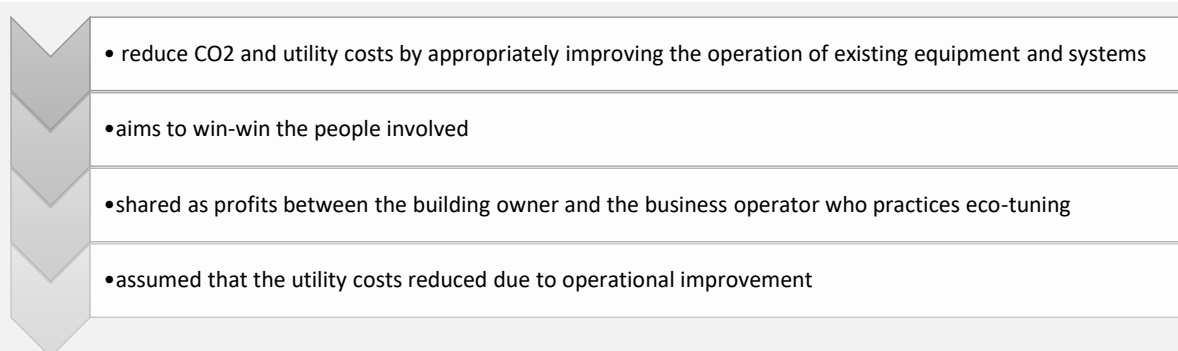 • reduce CO2 and utility costs by appropriately improving the operation of existing equipment and systems
•aims to win-win the people involved
•shared as profits between the building owner and the business operator who practices eco-tuning
•assumed that the utility costs reduced due to operational improvement